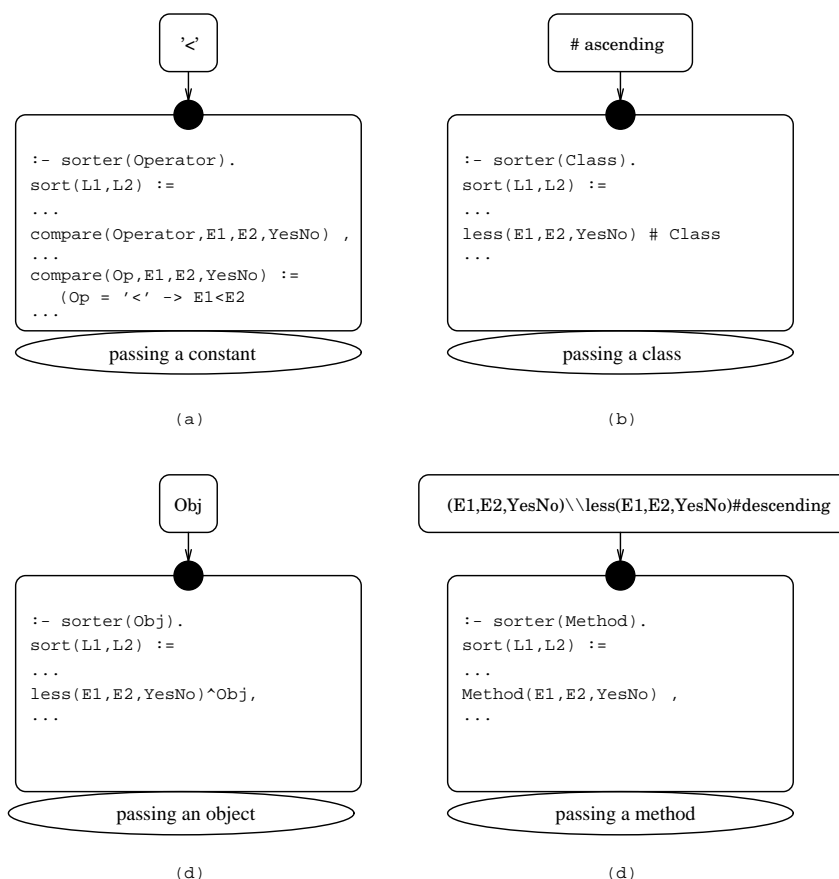 '<'
:- sorter(Operator).
sort(L1,L2) :=
...
compare(Operator,E1,E2,YesNo) ,
...
compare(Op,E1,E2,YesNo) :=
(Op = '<' -> E1<E2
...
passing a constant
(a)
# ascending
:- sorter(Class).
sort(L1,L2) :=
...
less(E1,E2,YesNo) # Class
...
passing a class
(b)
Obj
:- sorter(Obj).
sort(L1,L2) :=
...
less(E1,E2,YesNo)^Obj,
...
passing an object
(d)
(E1,E2,YesNo)\\less(E1,E2,YesNo)#descending
:- sorter(Method).
sort(L1,L2) :=
...
Method(E1,E2,YesNo) ,
...
passing a method
(d)